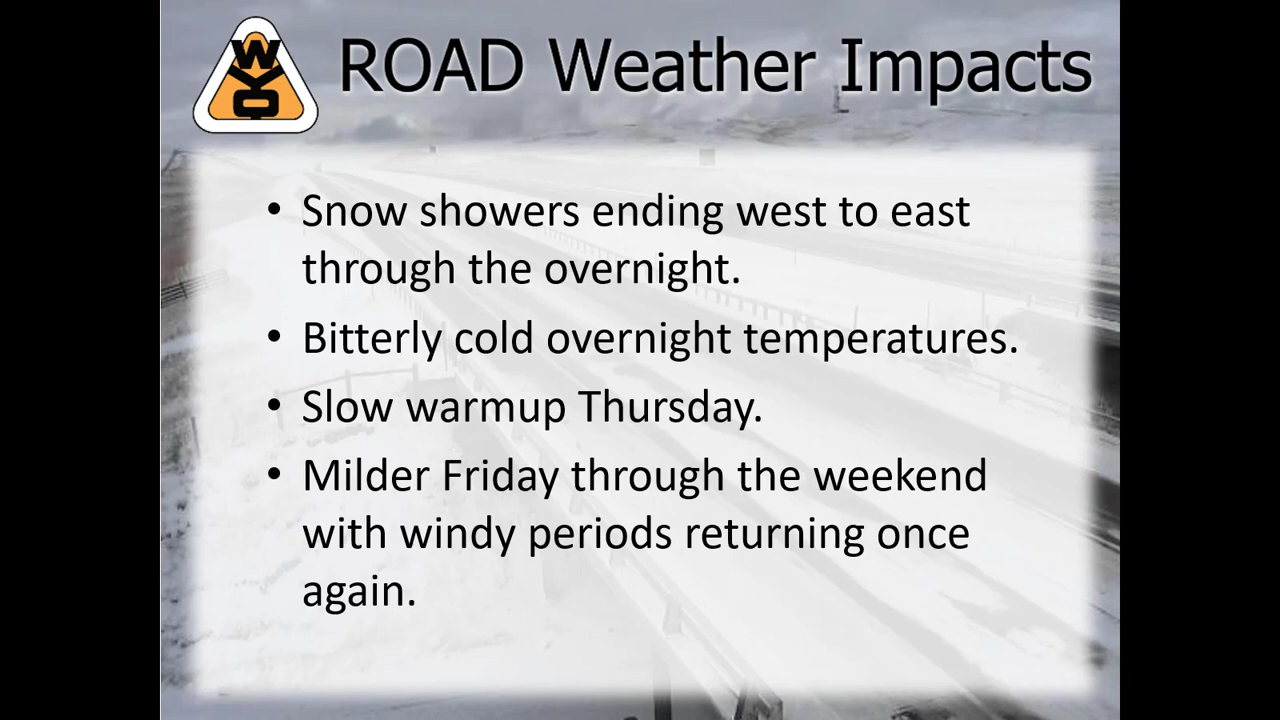 WYO
ROAD Weather Impacts
• Snow showers ending west to east
through the overnight.
• Bitterly cold overnight temperatures.
• Slow warmup Thursday.
• Milder Friday through the weekend
with windy periods returning once
again.